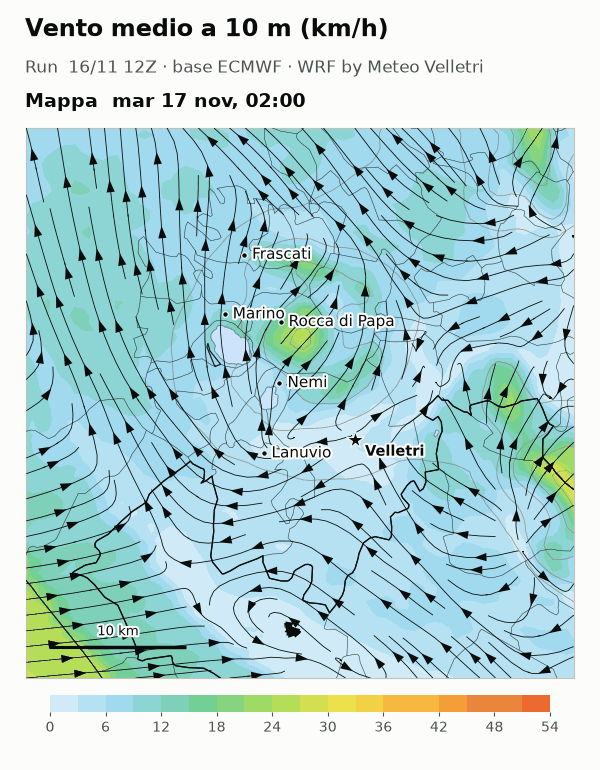 Vento medio a 10 m (km/h)
Run  16/11 12Z · base ECMWF · WRF by Meteo Velletri
Mappa  mar 17 nov, 02:00
Frascati
Marino
Rocca di Papa
Nemi
Velletri
Lanuvio
10 km
0 6 12 18 24 30 36 42 48 54